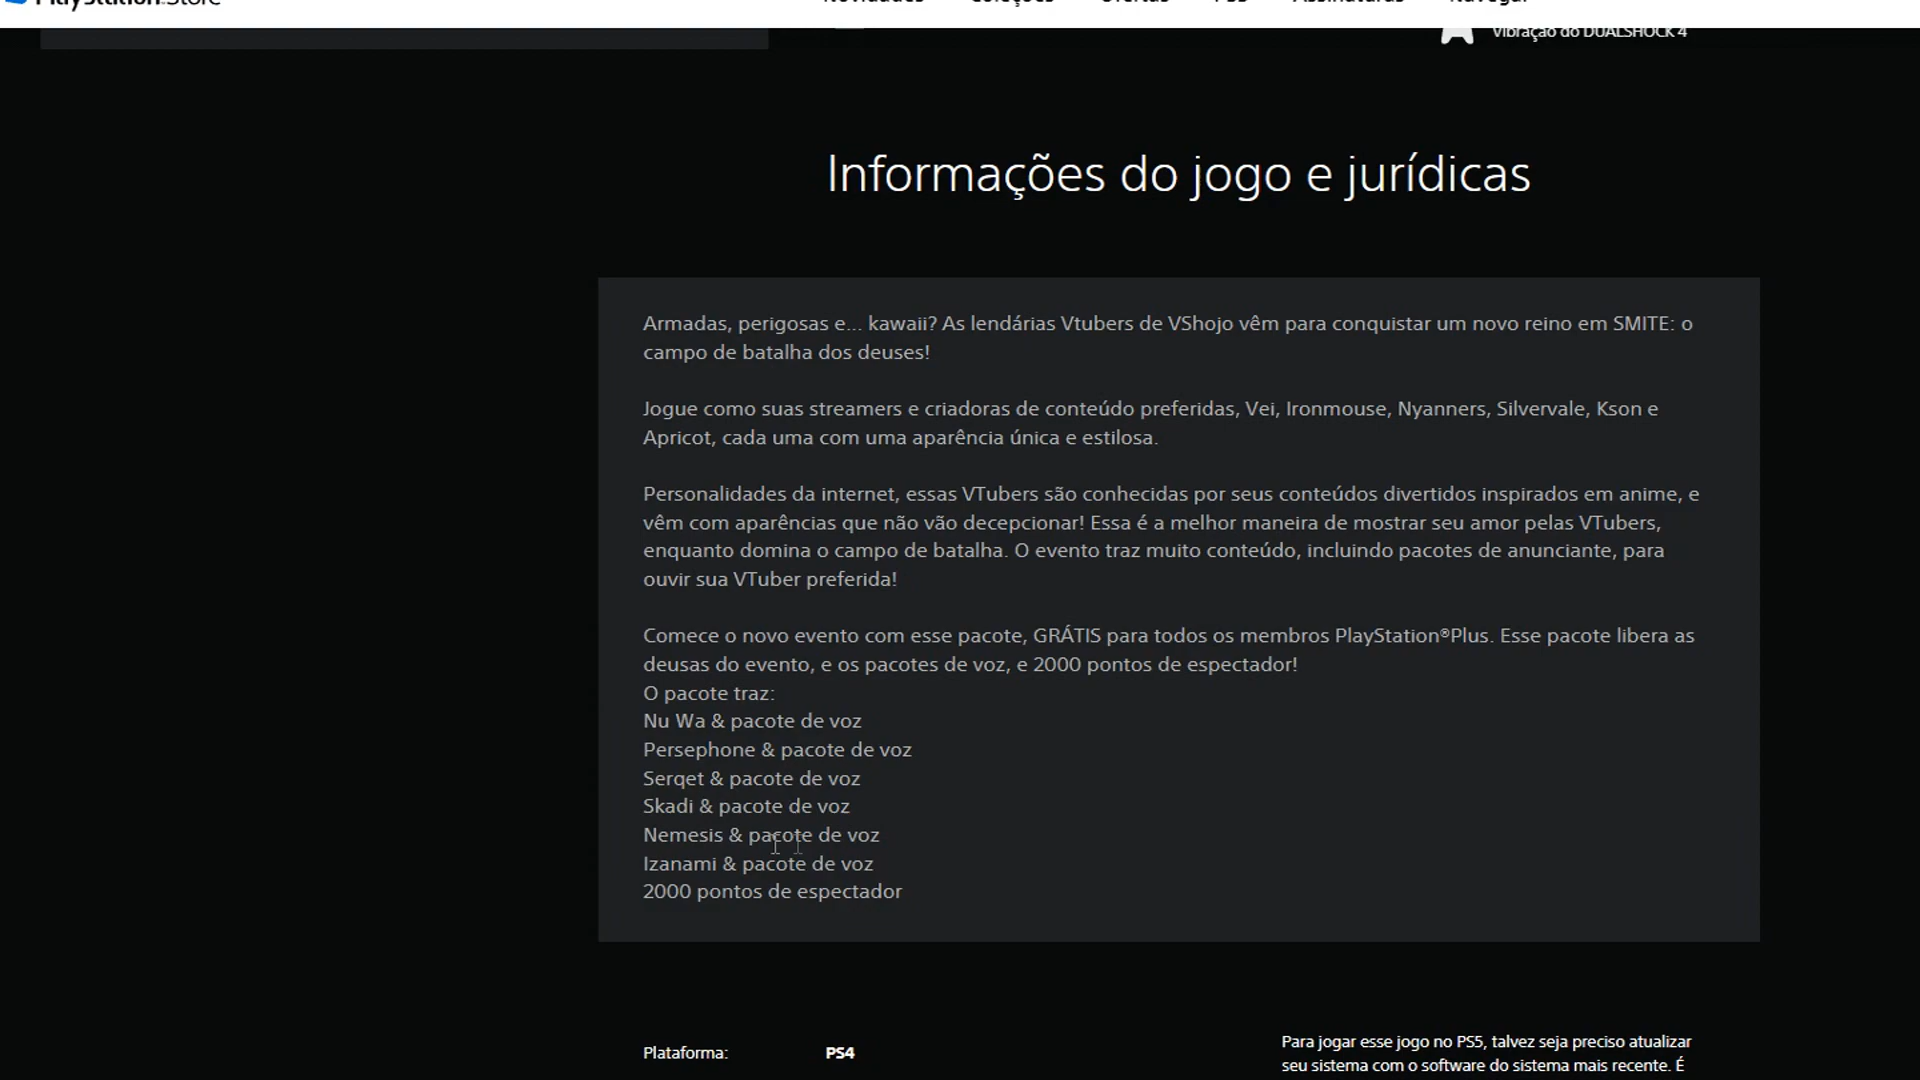 PlayStation Store
Novidades Coleções Ofertas PS5 Assinaturas Navegar
Vibração do DUALSHOCK 4
Informações do jogo e jurídicas
Armadas, perigosas e... kawaii? As lendárias Vtubers de VShojo vêm para conquistar um novo reino em SMITE: o
campo de batalha dos deuses!
Jogue como suas streamers e criadoras de conteúdo preferidas, Vei, Ironmouse, Nyanners, Silvervale, Kson e
Apricot, cada uma com uma aparência única e estilosa.
Personalidades da internet, essas VTubers são conhecidas por seus conteúdos divertidos inspirados em anime, e
vêm com aparências que não vão decepcionar! Essa é a melhor maneira de mostrar seu amor pelas VTubers,
enquanto domina o campo de batalha. O evento traz muito conteúdo, incluindo pacotes de anunciante, para
ouvir sua VTuber preferida!
Comece o novo evento com esse pacote, GRÁTIS para todos os membros PlayStation®Plus. Esse pacote libera as
deusas do evento, e os pacotes de voz, e 2000 pontos de espectador!
O pacote traz:
Nu Wa & pacote de voz
Persephone & pacote de voz
Serqet & pacote de voz
Skadi & pacote de voz
Nemesis & pacote de voz
Izanami & pacote de voz
2000 pontos de espectador
Plataforma: PS4
Para jogar esse jogo no PS5, talvez seja preciso atualizar
seu sistema com o software do sistema mais recente. É